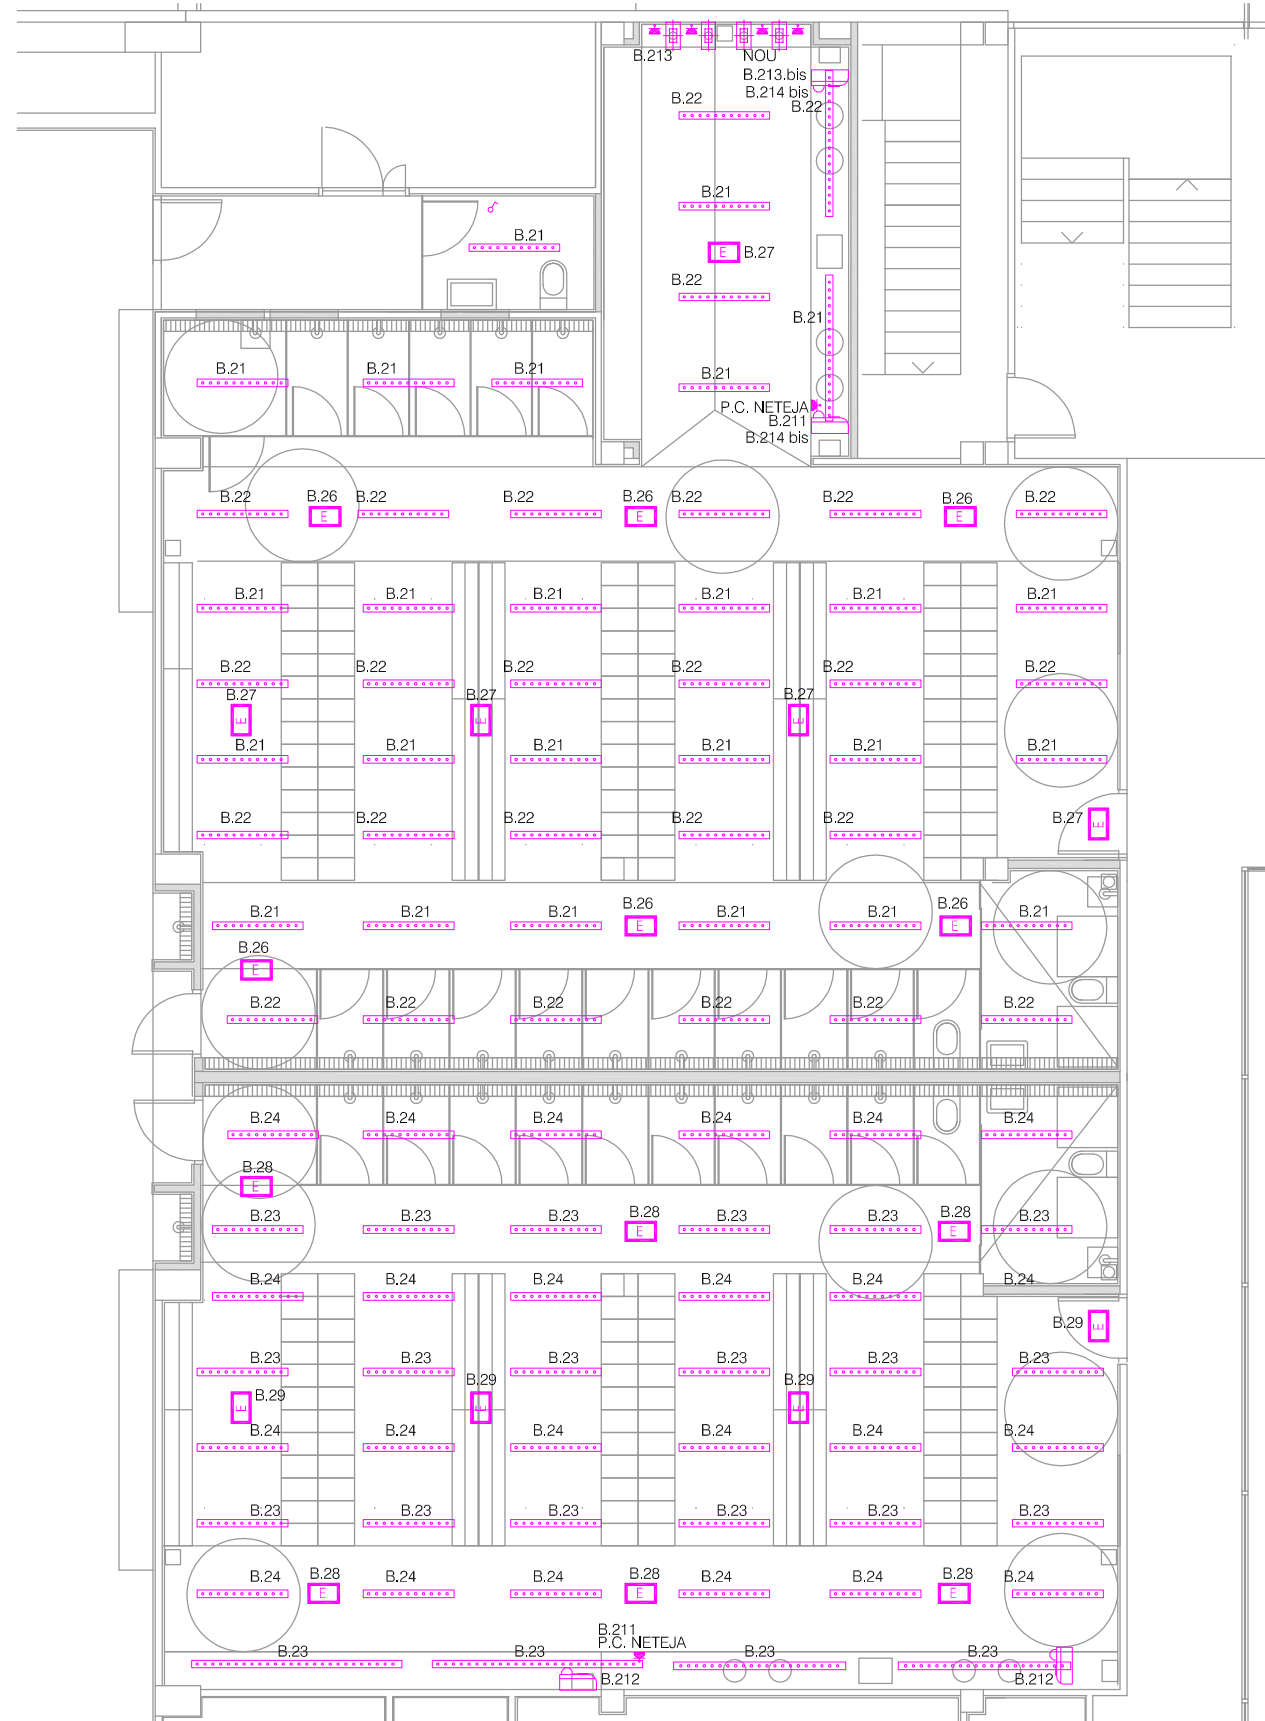 B.213 NOU
B.213.bis
B.214 bis
B.22 B.22
B.21
B.21
E B.27
B.22
B.21
B.21 B.21 B.21 B.21
P.C. NETEJA
B.211
B.214 bis
B.22 B.26 B.22 B.22 B.26 B.22 B.22 B.26 B.22
E E E
B.21 B.21 B.21 B.21 B.21 B.21
B.22 B.22 B.22 B.22 B.22 B.22
B.27 B.27 B.27
E E E
B.21 B.21 B.21 B.21 B.21 B.21
B.22 B.22 B.22 B.22 B.22 B.27
E
B.21 B.21 B.21 B.26 B.21 B.21 B.26 B.21
E E
B.26
E
B.22 B.22 B.22 B.22 B.22 B.22
B.24 B.24 B.24 B.24 B.24 B.24
B.28
E
B.23 B.23 B.23 B.28 B.23 B.23 B.28 B.23
E E
B.24 B.24 B.24 B.24 B.24 B.24
B.29
E
B.23 B.23 B.23 B.23 B.23 B.23
B.29 B.29 B.29
E E E
B.24 B.24 B.24 B.24 B.24 B.24
B.23 B.23 B.23 B.23 B.23 B.23
B.24 B.28 B.24 B.24 B.28 B.24 B.24 B.28 B.24
E E E
B.211
P.C. NETEJA
B.23 B.23 B.23 B.23
B.212 B.212